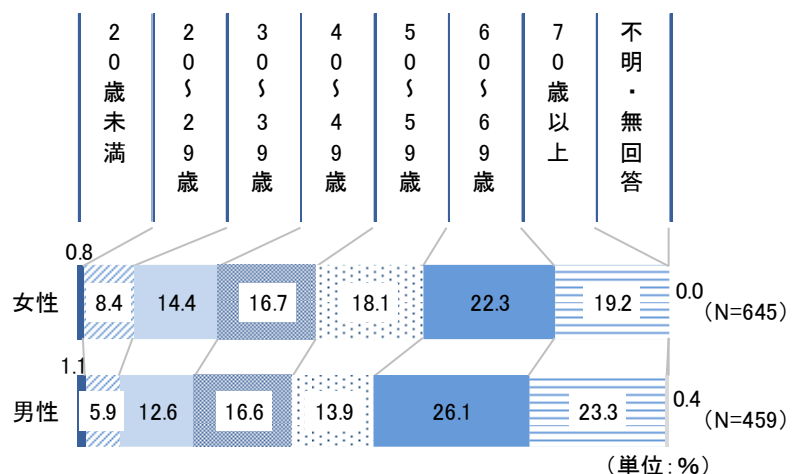 20歳未満
20~29歳
30~39歳
40~49歳
50~59歳
60~69歳
70歳以上
不明・無回答
0.8
女性 8.4 14.4 16.7 18.1 22.3 19.2 0.0 (N=645)
1.1
男性 5.9 12.6 16.6 13.9 26.1 23.3 0.4 (N=459)
(単位:%)